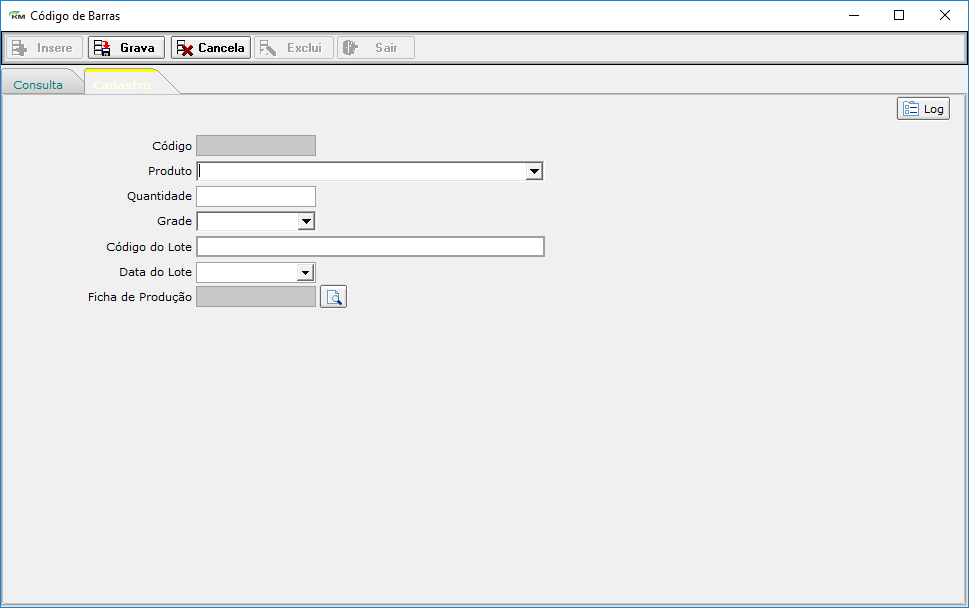 KM Código de Barras
Insere Grava Cancela Exclui Sair
Consulta Cadastro
Log
Código
Produto
Quantidade
Grade
Código do Lote
Data do Lote
Ficha de Produção